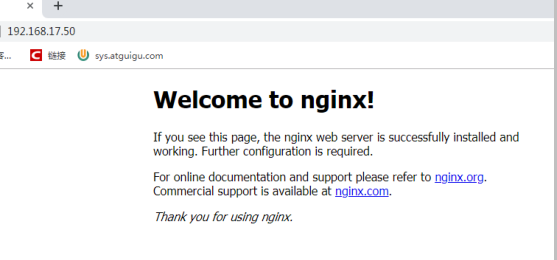 × +
192.168.17.50
链接 sys.atguigu.com
Welcome to nginx!
If you see this page, the nginx web server is successfully installed and
working. Further configuration is required.
For online documentation and support please refer to nginx.org.
Commercial support is available at nginx.com.
Thank you for using nginx.